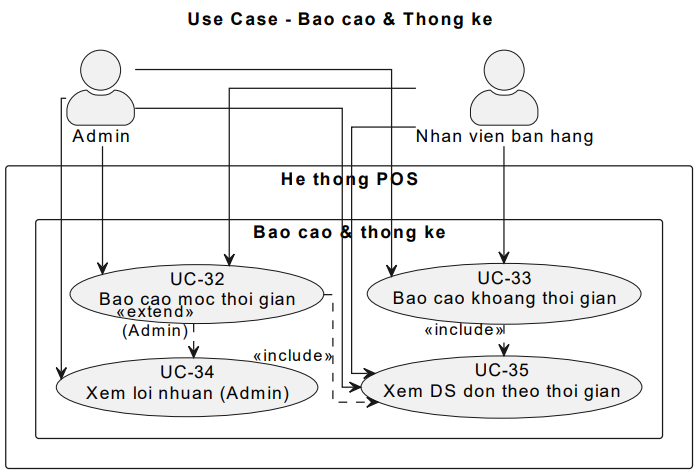 Use Case - Bao cao & Thong ke
Admin
Nhan vien ban hang
He thong POS
Bao cao & thong ke
UC-32
Bao cao moc thoi gian
UC-33
Bao cao khoang thoi gian
«extend»
(Admin)
«include»
«include»
UC-34
Xem loi nhuan (Admin)
UC-35
Xem DS don theo thoi gian